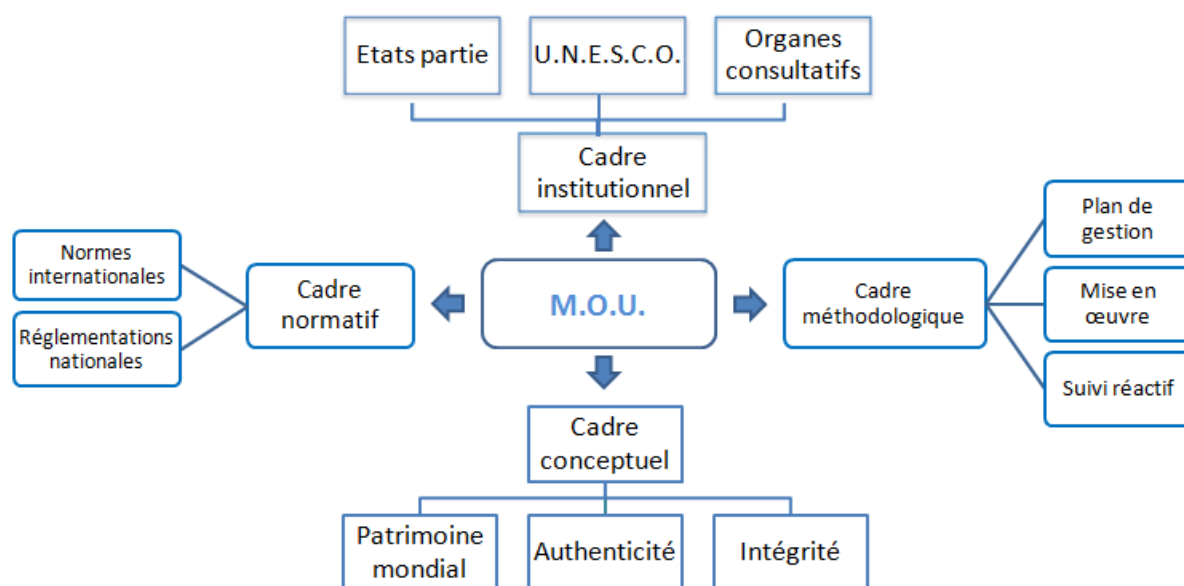 Etats partie
U.N.E.S.C.O.
Organes
consultatifs
Cadre
institutionnel
Normes
internationales
Réglementations
nationales
Cadre
normatif
M.O.U.
Cadre
méthodologique
Plan de
gestion
Mise en
œuvre
Suivi réactif
Cadre
conceptuel
Patrimoine
mondial
Authenticité
Intégrité